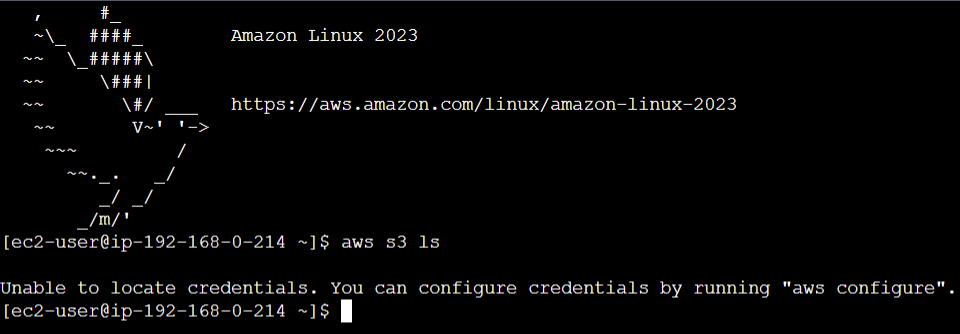 ,     #_
   ~\_  ####_        Amazon Linux 2023
  ~~  \_#####\
  ~~     \###|
  ~~       \#/ ___   https://aws.amazon.com/linux/amazon-linux-2023
   ~~       V~' '->
    ~~~         /
      ~~._.   _/
         _/ _/
       _/m/'
[ec2-user@ip-192-168-0-214 ~]$ aws s3 ls

Unable to locate credentials. You can configure credentials by running "aws configure".
[ec2-user@ip-192-168-0-214 ~]$